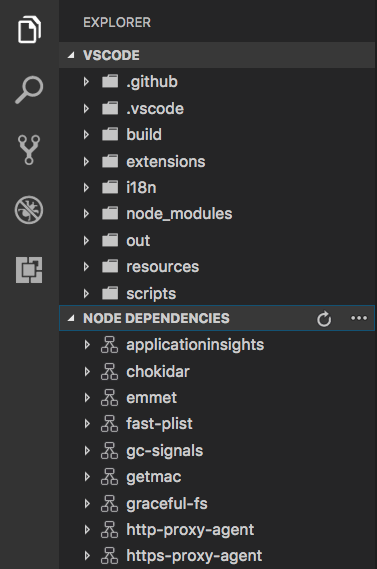 EXPLORER
VSCODE
.github
.vscode
build
extensions
i18n
node_modules
out
resources
scripts
NODE DEPENDENCIES
applicationinsights
chokidar
emmet
fast-plist
gc-signals
getmac
graceful-fs
http-proxy-agent
https-proxy-agent